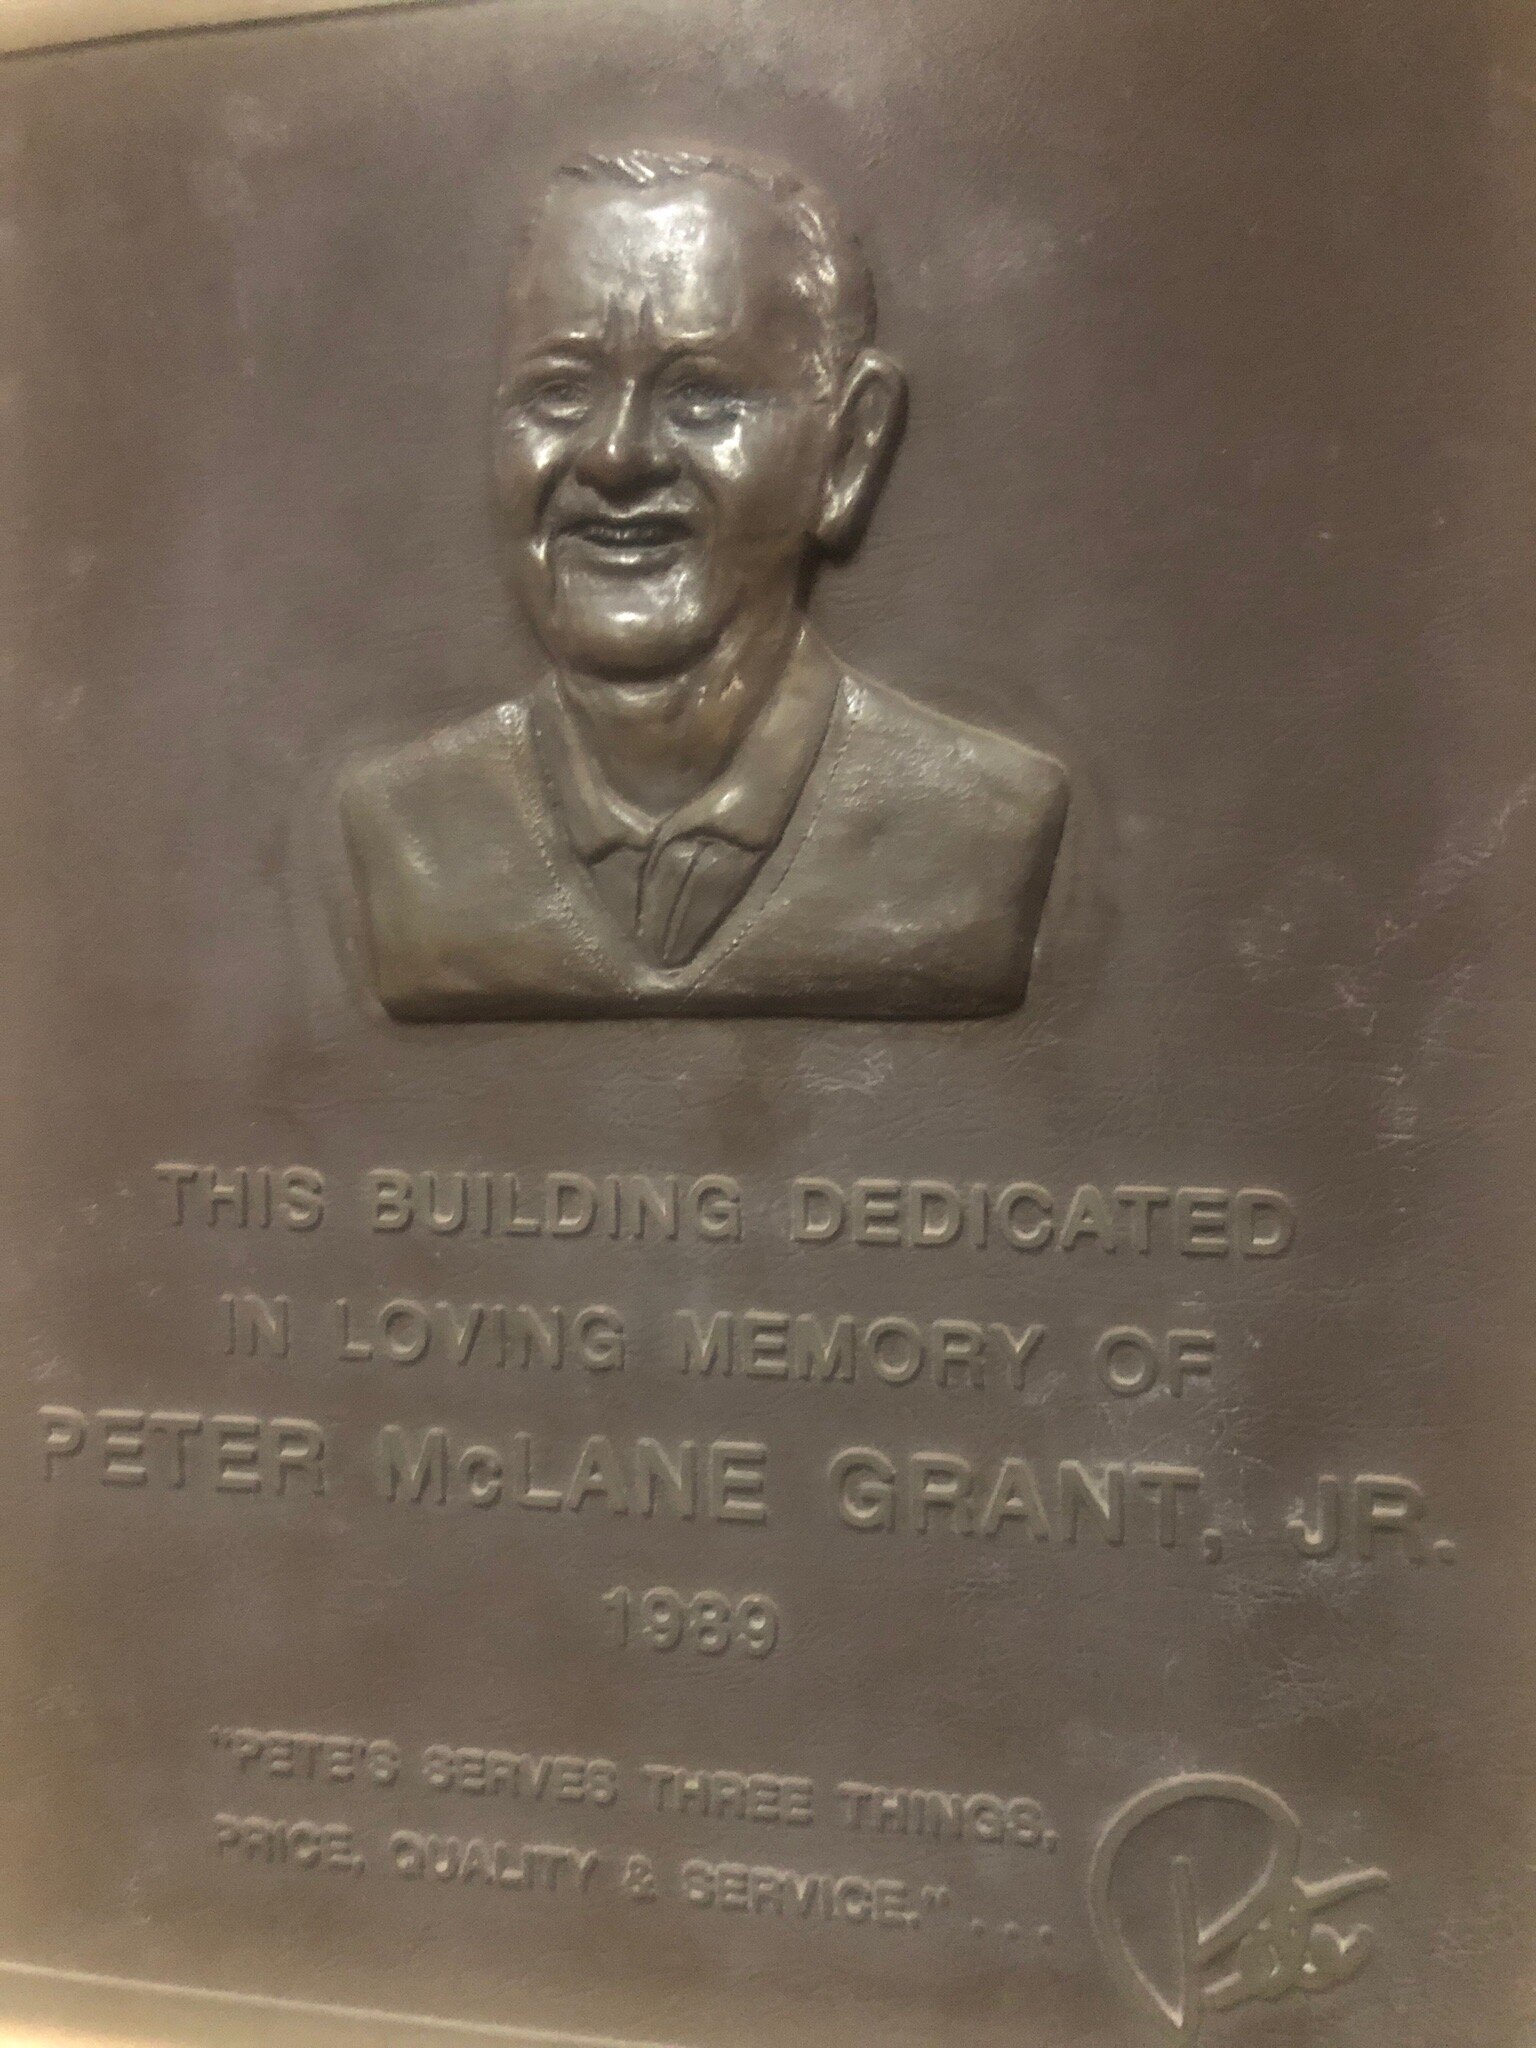 THIS BUILDING DEDICATED
IN LOVING MEMORY OF
PETER McLANE GRANT, JR.
1989
"PETE'S SERVES THREE THINGS,
PRICE, QUALITY & SERVICE." . . .
Pete